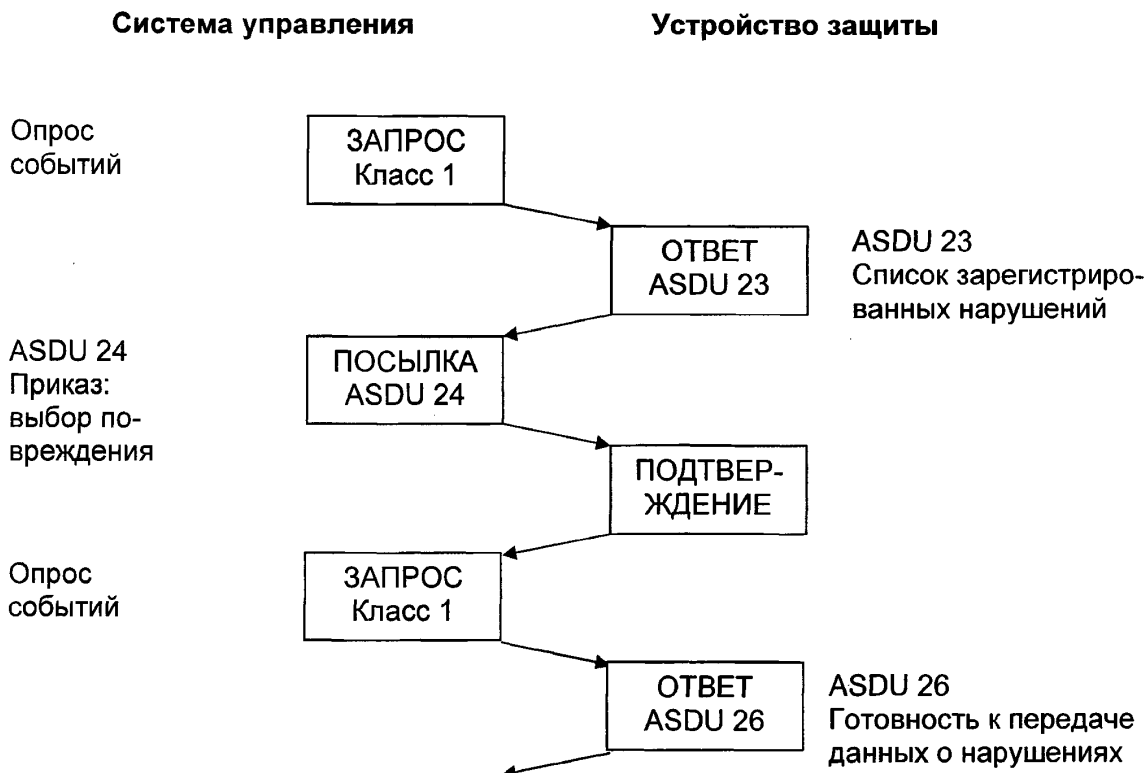 Система управления
Устройство защиты
Опрос
событий
ЗАПРОС
Класс 1
ОТВЕТ
ASDU 23
ASDU 23
Список зарегистриро-
ванных нарушений
ASDU 24
Приказ:
выбор по-
вреждения
ПОСЫЛКА
ASDU 24
ПОДТВЕР-
ЖДЕНИЕ
Опрос
событий
ЗАПРОС
Класс 1
ОТВЕТ
ASDU 26
ASDU 26
Готовность к передаче
данных о нарушениях